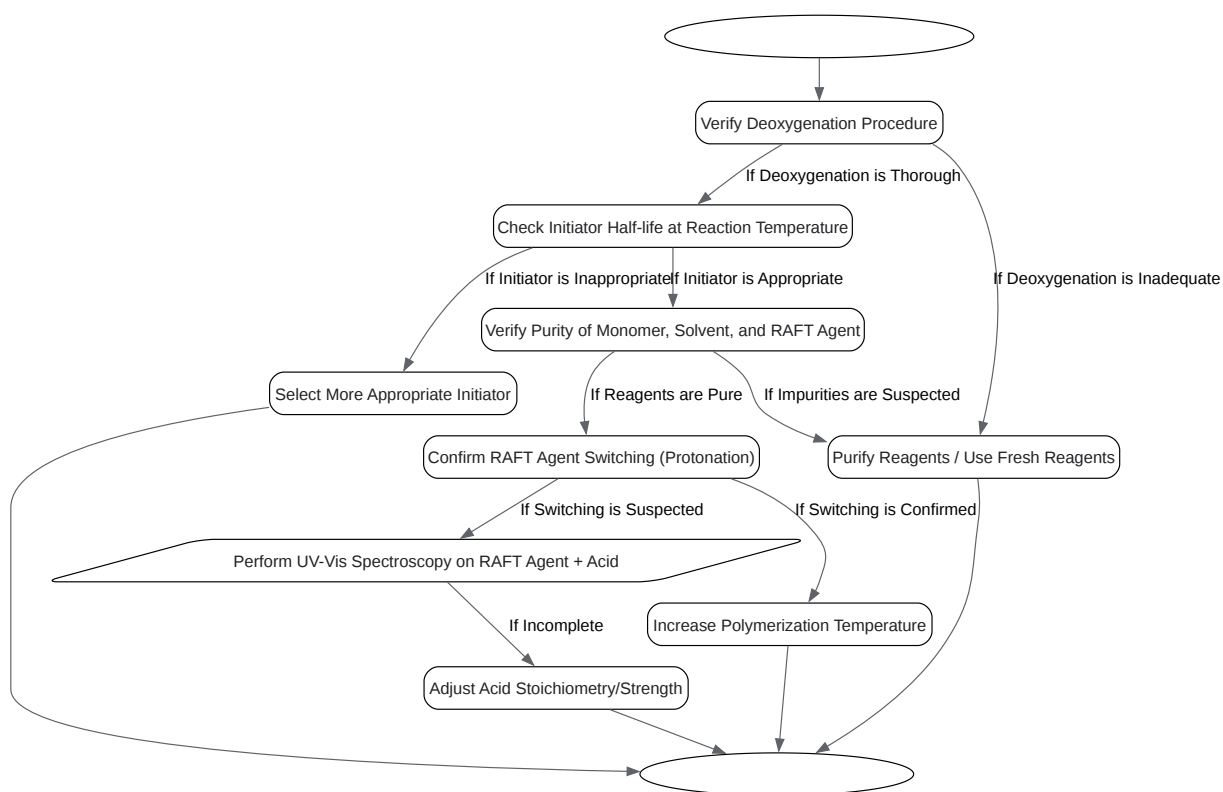 Verify Deoxygenation Procedure
If Deoxygenation is Thorough
Check Initiator Half-life at Reaction Temperature
If Initiator is Inappropriate
If Initiator is Appropriate
If Deoxygenation is Inadequate
Verify Purity of Monomer, Solvent, and RAFT Agent
Select More Appropriate Initiator
If Reagents are Pure
If Impurities are Suspected
Confirm RAFT Agent Switching (Protonation)
Purify Reagents / Use Fresh Reagents
If Switching is Suspected
If Switching is Confirmed
Perform UV-Vis Spectroscopy on RAFT Agent + Acid
If Incomplete
Increase Polymerization Temperature
Adjust Acid Stoichiometry/Strength